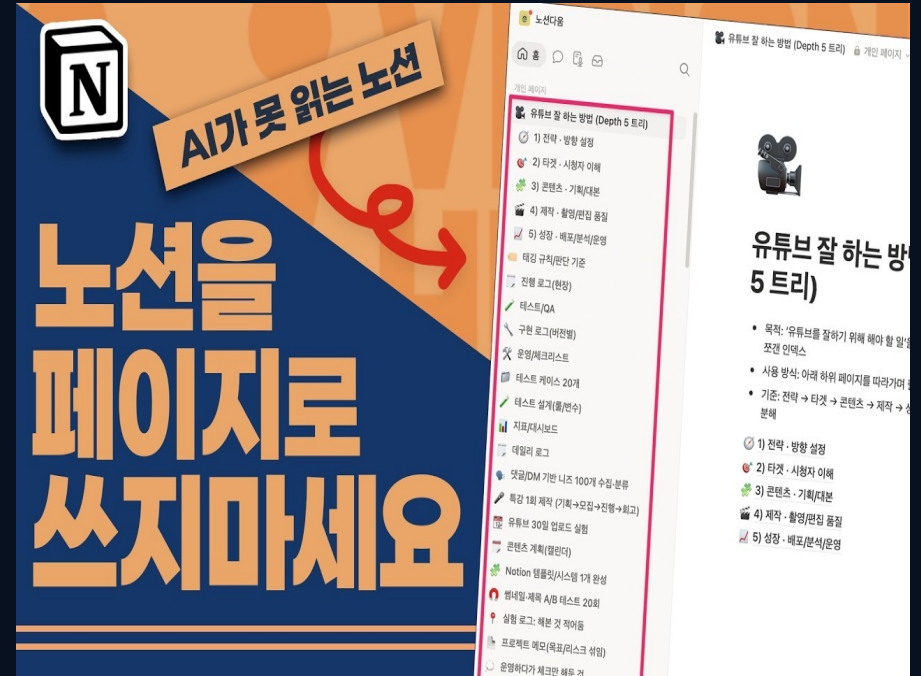 N
AI가 못 읽는 노션
노션을
페이지로
쓰지마세요
노션다움
홈
개인 페이지
유튜브 잘 하는 방법 (Depth 5 트리)
1) 전략 · 방향 설정
2) 타겟 · 시청자 이해
3) 콘텐츠 · 기획/대본
4) 제작 · 촬영/편집 품질
5) 성장 · 배포/분석/운영
태깅 규칙/판단 기준
진행 로그(현장)
테스트/QA
구현 로그(버전별)
운영/체크리스트
테스트 케이스 20개
테스트 설계(룰/변수)
지표/대시보드
데일리 로그
댓글/DM 기반 니즈 100개 수집·분류
특강 1회 제작 (기획→모집→진행→회고)
유튜브 30일 업로드 실험
콘텐츠 계획(캘린더)
Notion 템플릿/시스템 1개 완성
썸네일·제목 A/B 테스트 20회
실험 로그: 해본 것 적어둠
프로젝트 메모(목표/리스크 섞임)
운영하다가 체크만 해둔 것
유튜브 잘 하는 방법 (Depth 5 트리)
개인 페이지
유튜브 잘 하는 방법
5 트리)
목적: ‘유튜브를 잘하기 위해 해야 할 일’을
쪼갠 인덱스
사용 방식: 아래 하위 페이지를 따라가며
기준: 전략 → 타겟 → 콘텐츠 → 제작 →
분해
1) 전략 · 방향 설정
2) 타겟 · 시청자 이해
3) 콘텐츠 · 기획/대본
4) 제작 · 촬영/편집 품질
5) 성장 · 배포/분석/운영